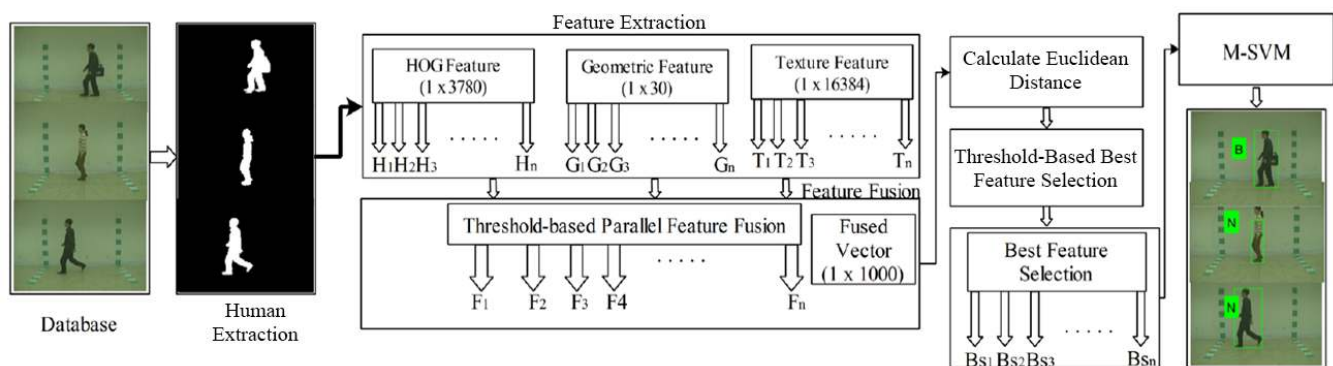 Feature Extraction
HOG Feature
(1 x 3780)
Geometric Feature
(1 x 30)
Texture Feature
(1 x 16384)
H1 H2 H3 . . . . . Hn
G1 G2 G3 . . . . . Gn
T1 T2 T3 . . . . . Tn
Feature Fusion
Threshold-based Parallel Feature Fusion
Fused
Vector
(1 x 1000)
F1 F2 F3 F4 . . . . . Fn
Database
Human
Extraction
Calculate Euclidean
Distance
Threshold-Based Best
Feature Selection
Best Feature
Selection
Bs1 Bs2 Bs3 . . . . . Bsn
M-SVM
B
N
N